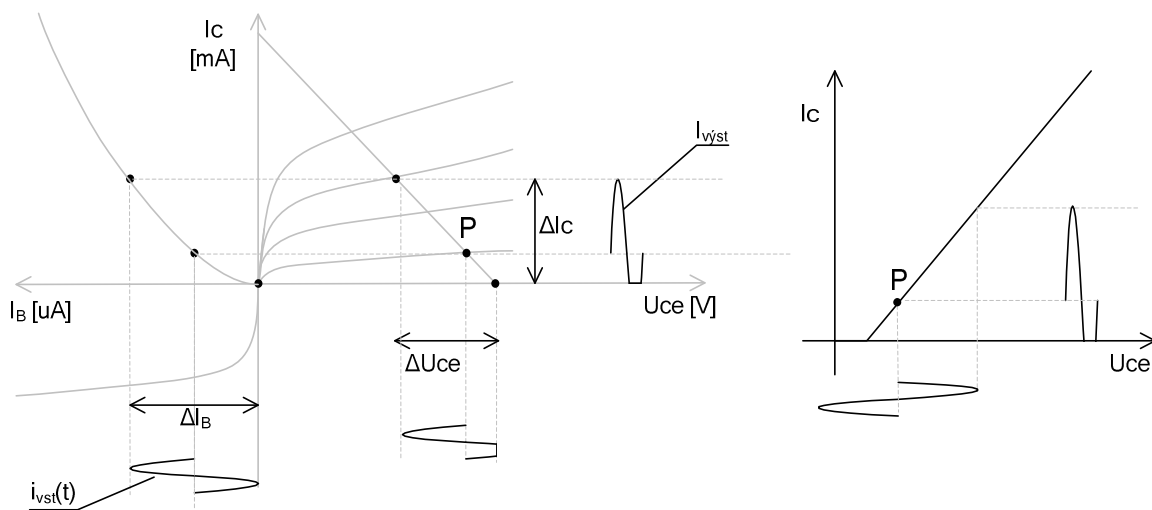 Ic
[mA]
Ivýst
Ic
P
ΔIc
P
IB [uA]
Uce [V]
ΔUce
Uce
ΔIB
ivst(t)